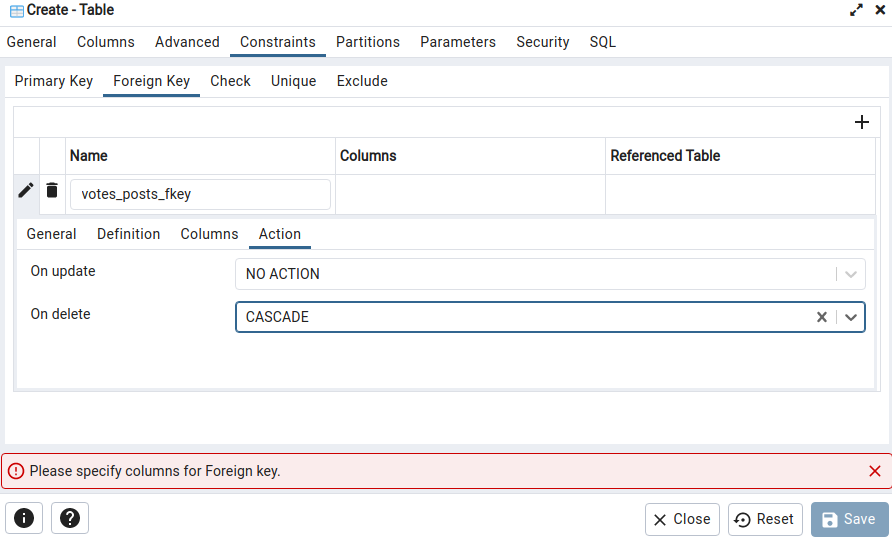 Create - Table
General Columns Advanced Constraints Partitions Parameters Security SQL
Primary Key Foreign Key Check Unique Exclude
Name Columns Referenced Table
votes_posts_fkey
General Definition Columns Action
On update NO ACTION
On delete CASCADE
Please specify columns for Foreign key.
Close Reset Save